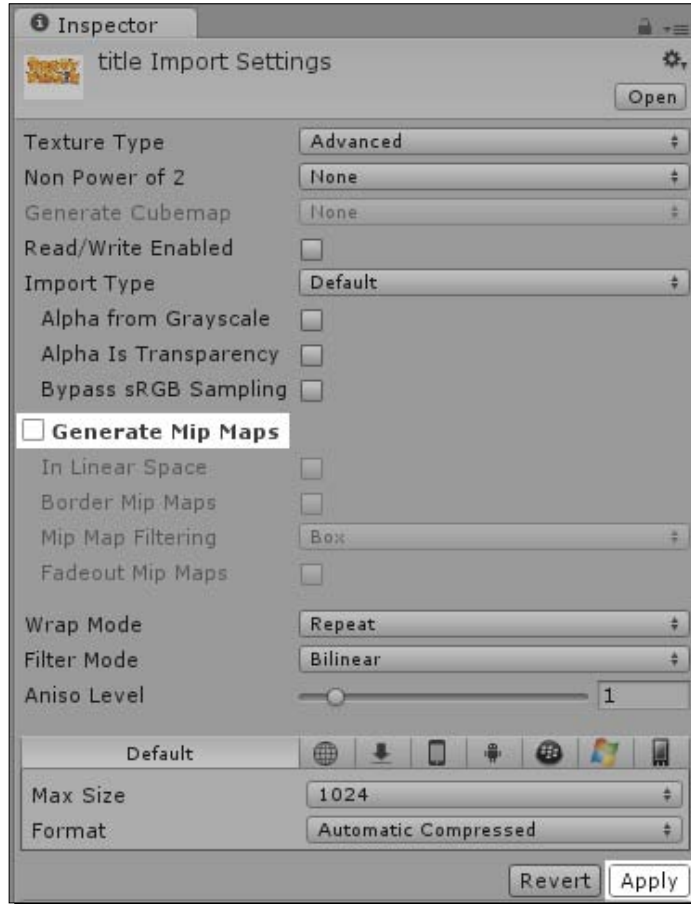 Inspector
title Import Settings
Open
Texture Type Advanced
Non Power of 2 None
Generate Cubemap None
Read/Write Enabled
Import Type Default
Alpha from Grayscale
Alpha Is Transparency
Bypass sRGB Sampling
Generate Mip Maps
In Linear Space
Border Mip Maps
Mip Map Filtering Box
Fadeout Mip Maps
Wrap Mode Repeat
Filter Mode Bilinear
Aniso Level 1
Default
Max Size 1024
Format Automatic Compressed
Revert Apply